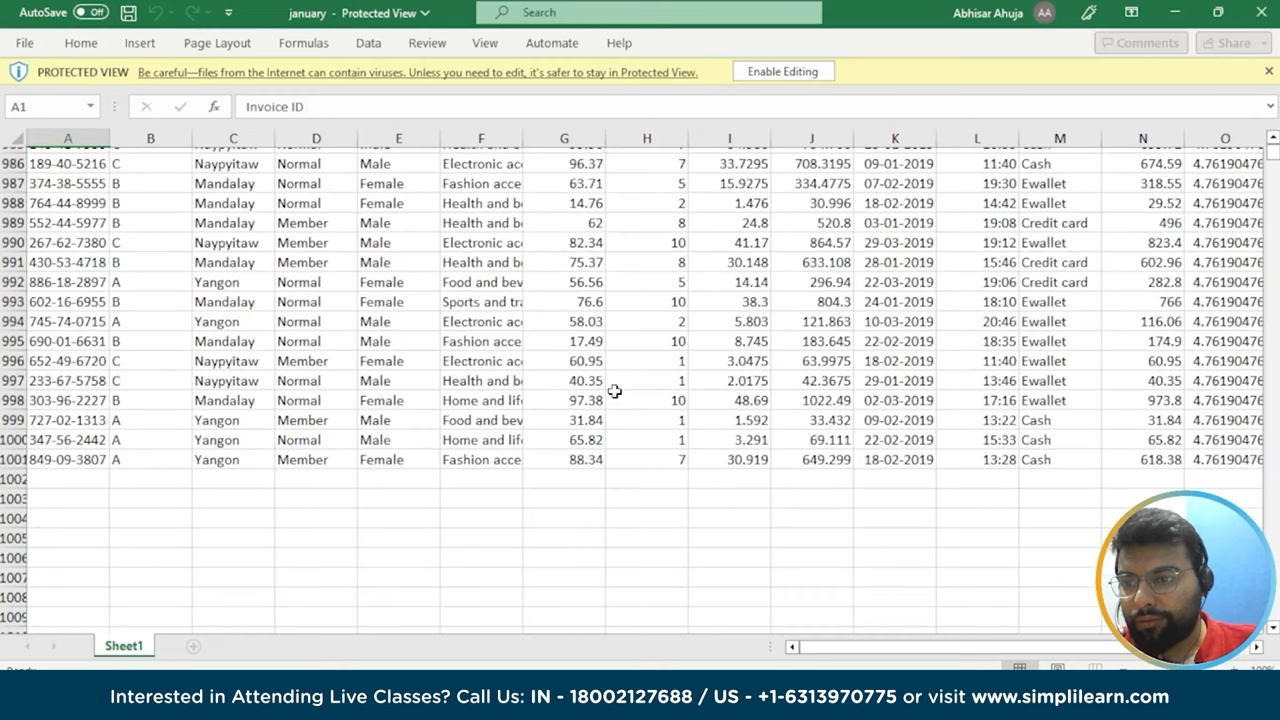 AutoSave Off january - Protected View Search Abhisar Ahuja AA
File Home Insert Page Layout Formulas Data Review View Automate Help Comments Share
PROTECTED VIEW Be careful—files from the Internet can contain viruses. Unless you need to edit, it's safer to stay in Protected View. Enable Editing
A1 fx Invoice ID
A B C D E F G H I J K L M N O
986 189-40-5216 C Naypyitaw Normal Male Electronic acc 96.37 7 33.7295 708.3195 09-01-2019 11:40 Cash 674.59 4.76190476
987 374-38-5555 B Mandalay Normal Female Fashion acce 63.71 5 15.9275 334.4775 07-02-2019 19:30 Ewallet 318.55 4.76190476
988 764-44-8999 B Mandalay Normal Female Health and be 14.76 2 1.476 30.996 18-02-2019 14:42 Ewallet 29.52 4.76190476
989 552-44-5977 B Mandalay Member Male Health and be 62 8 24.8 520.8 03-01-2019 19:08 Credit card 496 4.76190476
990 267-62-7380 C Naypyitaw Member Male Electronic acc 82.34 10 41.17 864.57 29-03-2019 19:12 Ewallet 823.4 4.76190476
991 430-53-4718 B Mandalay Member Male Health and be 75.37 8 30.148 633.108 28-01-2019 15:46 Credit card 602.96 4.76190476
992 886-18-2897 A Yangon Normal Female Food and bev 56.56 5 14.14 296.94 22-03-2019 19:06 Credit card 282.8 4.76190476
993 602-16-6955 B Mandalay Normal Female Sports and tra 76.6 10 38.3 804.3 24-01-2019 18:10 Ewallet 766 4.76190476
994 745-74-0715 A Yangon Normal Male Electronic acc 58.03 2 5.803 121.863 10-03-2019 20:46 Ewallet 116.06 4.76190476
995 690-01-6631 B Mandalay Normal Male Fashion acce 17.49 10 8.745 183.645 22-02-2019 18:35 Ewallet 174.9 4.76190476
996 652-49-6720 C Naypyitaw Member Female Electronic acc 60.95 1 3.0475 63.9975 18-02-2019 11:40 Ewallet 60.95 4.76190476
997 233-67-5758 C Naypyitaw Normal Male Health and be 40.35 1 2.0175 42.3675 29-01-2019 13:46 Ewallet 40.35 4.76190476
998 303-96-2227 B Mandalay Normal Female Home and life 97.38 10 48.69 1022.49 02-03-2019 17:16 Ewallet 973.8 4.76190476
999 727-02-1313 A Yangon Member Male Food and bev 31.84 1 1.592 33.432 09-02-2019 13:22 Cash 31.84 4.76190476
1000 347-56-2442 A Yangon Normal Male Home and life 65.82 1 3.291 69.111 22-02-2019 15:33 Cash 65.82 4.76190476
1001 849-09-3807 A Yangon Member Female Fashion acce 88.34 7 30.919 649.299 18-02-2019 13:28 Cash 618.38 4.76190476
1002
1003
1004
1005
1006
1007
1008
1009
Sheet1
Interested in Attending Live Classes? Call Us: IN - 18002127688 / US - +1-6313970775 or visit www.simplilearn.com